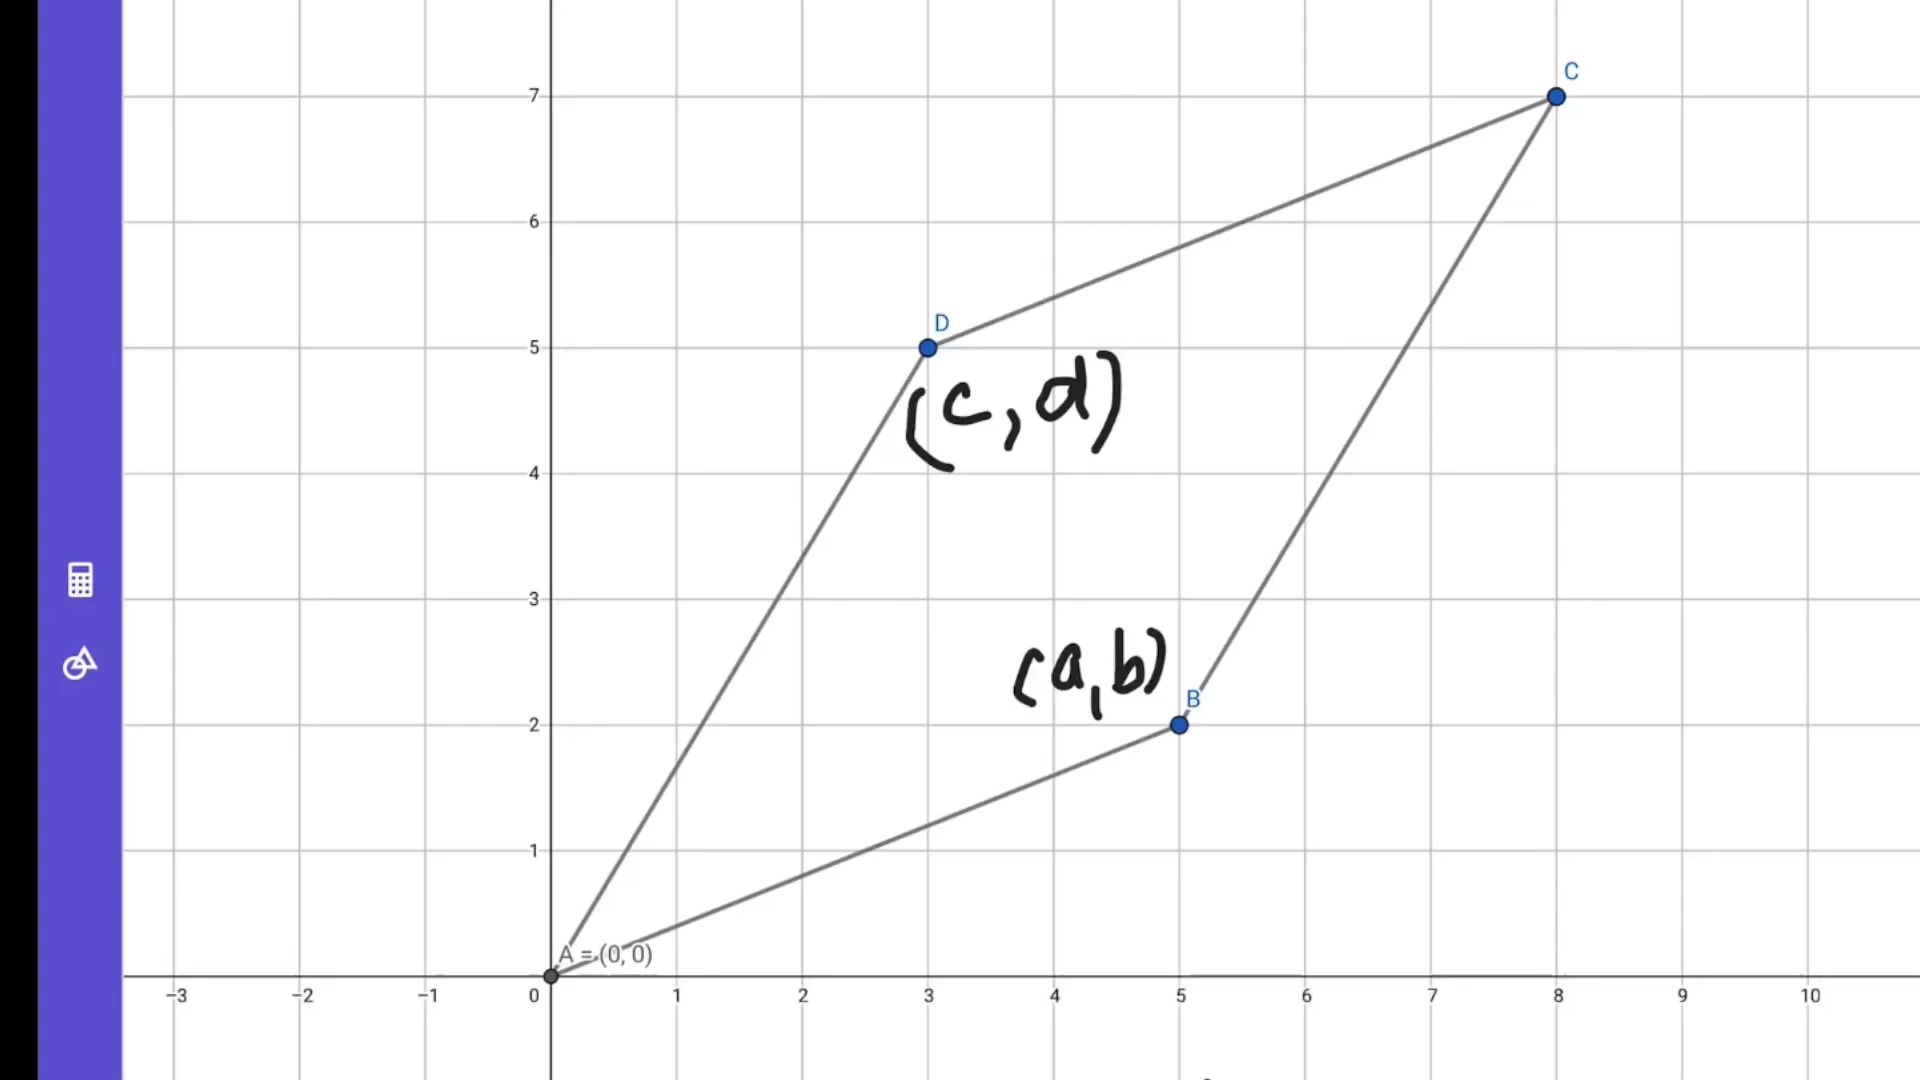 C
7
6
D
5
(c,d)
4
3
(a,b)
B
2
1
A = (0, 0)
−3 −2 −1 0 1 2 3 4 5 6 7 8 9 10